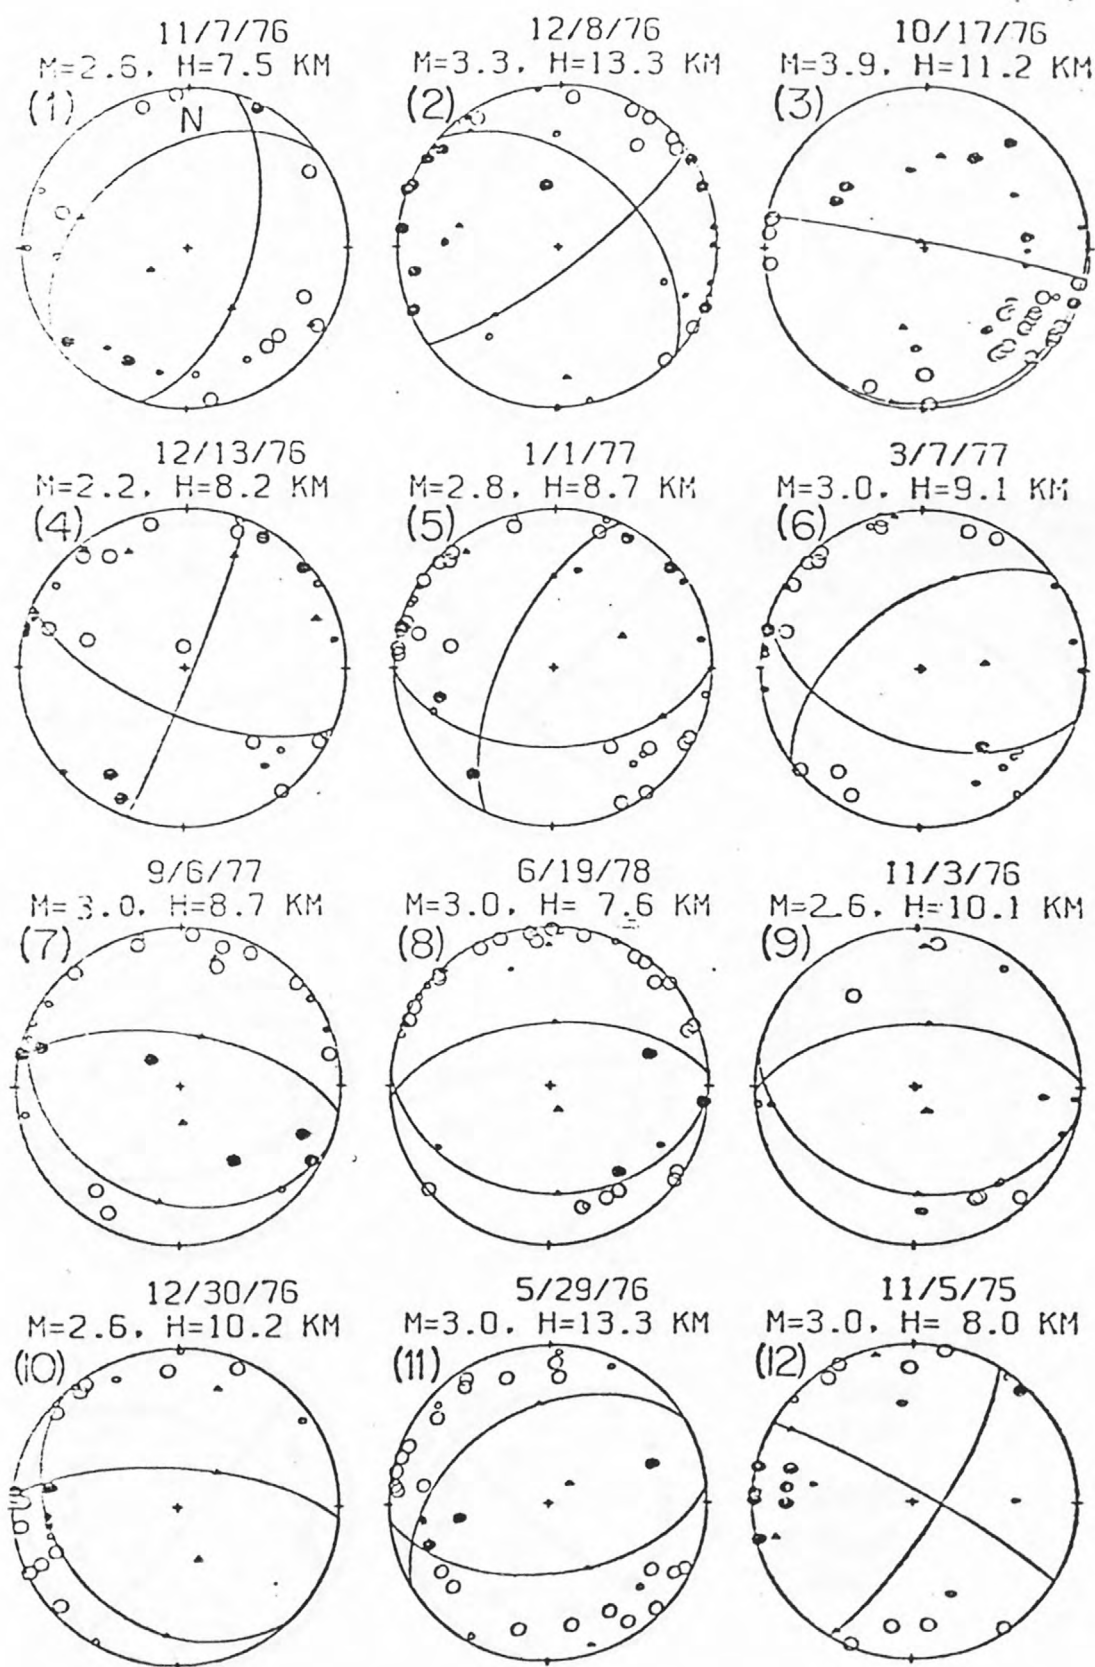 11/7/76
M=2.6, H=7.5 KM
(1)
N
12/8/76
M=3.3, H=13.3 KM
(2)
10/17/76
M=3.9, H=11.2 KM
(3)
12/13/76
M=2.2, H=8.2 KM
(4)
1/1/77
M=2.8, H=8.7 KM
(5)
3/7/77
M=3.0, H=9.1 KM
(6)
9/6/77
M=3.0, H=8.7 KM
(7)
6/19/78
M=3.0, H= 7.6 KM
(8)
11/3/76
M=2.6, H=10.1 KM
(9)
12/30/76
M=2.6, H=10.2 KM
(10)
5/29/76
M=3.0, H=13.3 KM
(11)
11/5/75
M=3.0, H= 8.0 KM
(12)